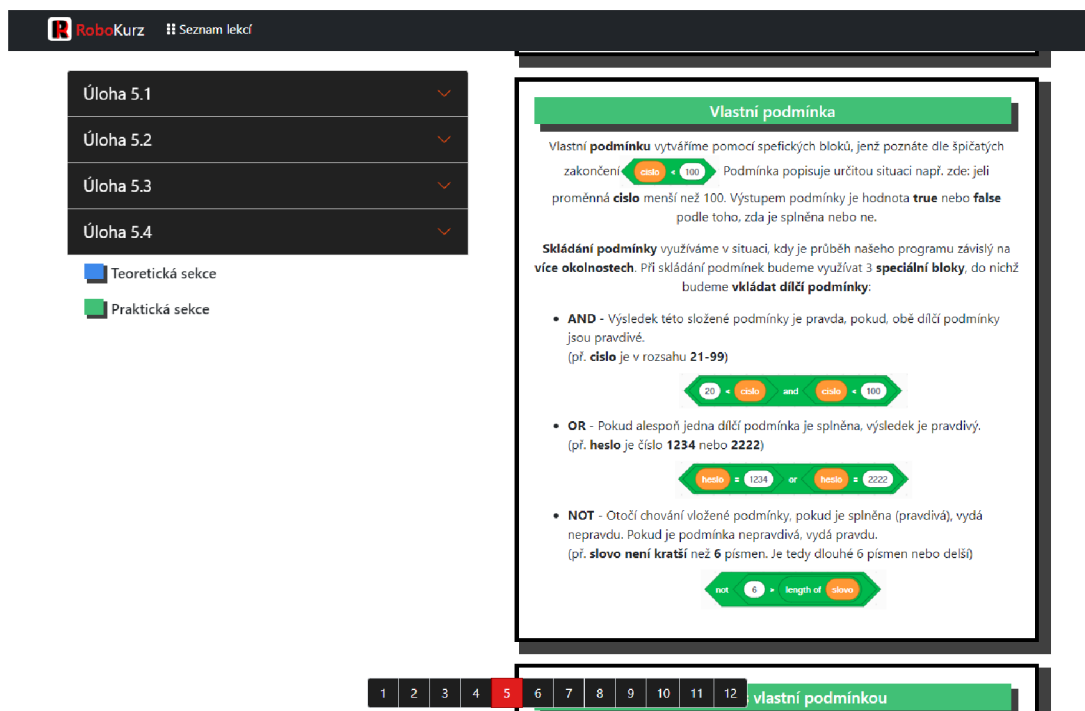 RoboKurz Seznam lekcí
Úloha 5.1
Úloha 5.2
Úloha 5.3
Úloha 5.4
Teoretická sekce
Praktická sekce
Vlastní podmínka
Vlastní podmínku vytváříme pomocí spefických bloků, jenž poznáte dle špičatých
zakončení cislo < 100 Podmínka popisuje určitou situaci např. zde: jeli
proměnná cislo menší než 100. Výstupem podmínky je hodnota true nebo false
podle toho, zda je splněna nebo ne.
Skládání podmínky využíváme v situaci, kdy je průběh našeho programu závislý na
více okolnostech. Při skládání podmínek budeme využívat 3 speciální bloky, do nichž
budeme vkládat dílčí podmínky:
• AND - Výsledek této složené podmínky je pravda, pokud, obě dílčí podmínky
jsou pravdivé.
(př. cislo je v rozsahu 21-99)
20 < cislo and cislo < 100
• OR - Pokud alespoň jedna dílčí podmínka je splněna, výsledek je pravdivý.
(př. heslo je číslo 1234 nebo 2222)
heslo = 1234 or heslo = 2222
• NOT - Otočí chování vložené podmínky, pokud je splněna (pravdivá), vydá
nepravdu. Pokud je podmínka nepravdivá, vydá pravdu.
(př. slovo není kratší než 6 písmen. Je tedy dlouhé 6 písmen nebo delší)
not 6 > length of slovo
1 2 3 4 5 6 7 8 9 10 11 12
vlastní podmínkou